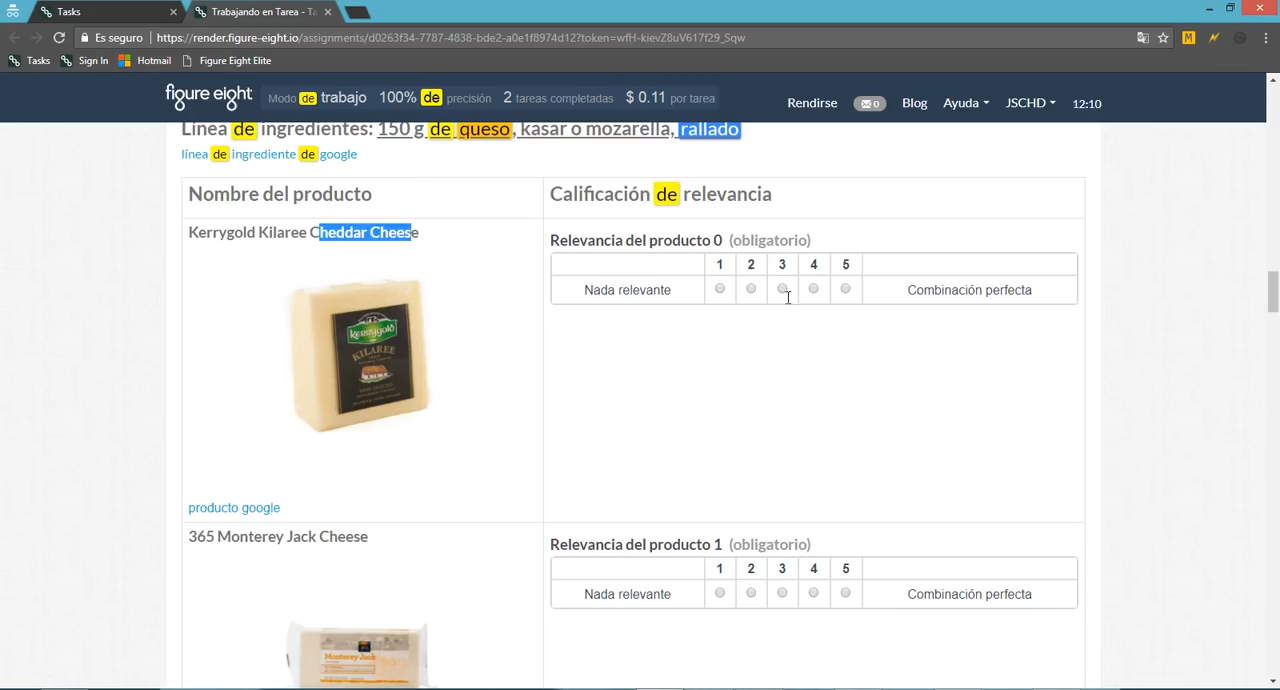 Tasks
Trabajando en Tarea - Ta
Es seguro | https://render.figure-eight.io/assignments/d0263f34-7787-4838-bde2-a0e1f8974d12?token=wfH-kievZ8uV617f29_Sqw
Tasks Sign In Hotmail Figure Eight Elite
figure eight Modo de trabajo 100% de precisión 2 tareas completadas $ 0.11 por tarea Rendirse 0 Blog Ayuda JSCHD 12:10
Línea de ingredientes: 150 g de queso, kasar o mozarella, rallado
línea de ingrediente de google
Nombre del producto Calificación de relevancia
Kerrygold Kilaree Cheddar Cheese
Relevancia del producto 0 (obligatorio)
1 2 3 4 5
Nada relevante Combinación perfecta
Kerrygold
KILAREE
producto google
365 Monterey Jack Cheese
Relevancia del producto 1 (obligatorio)
1 2 3 4 5
Nada relevante Combinación perfecta
Monterey Jack